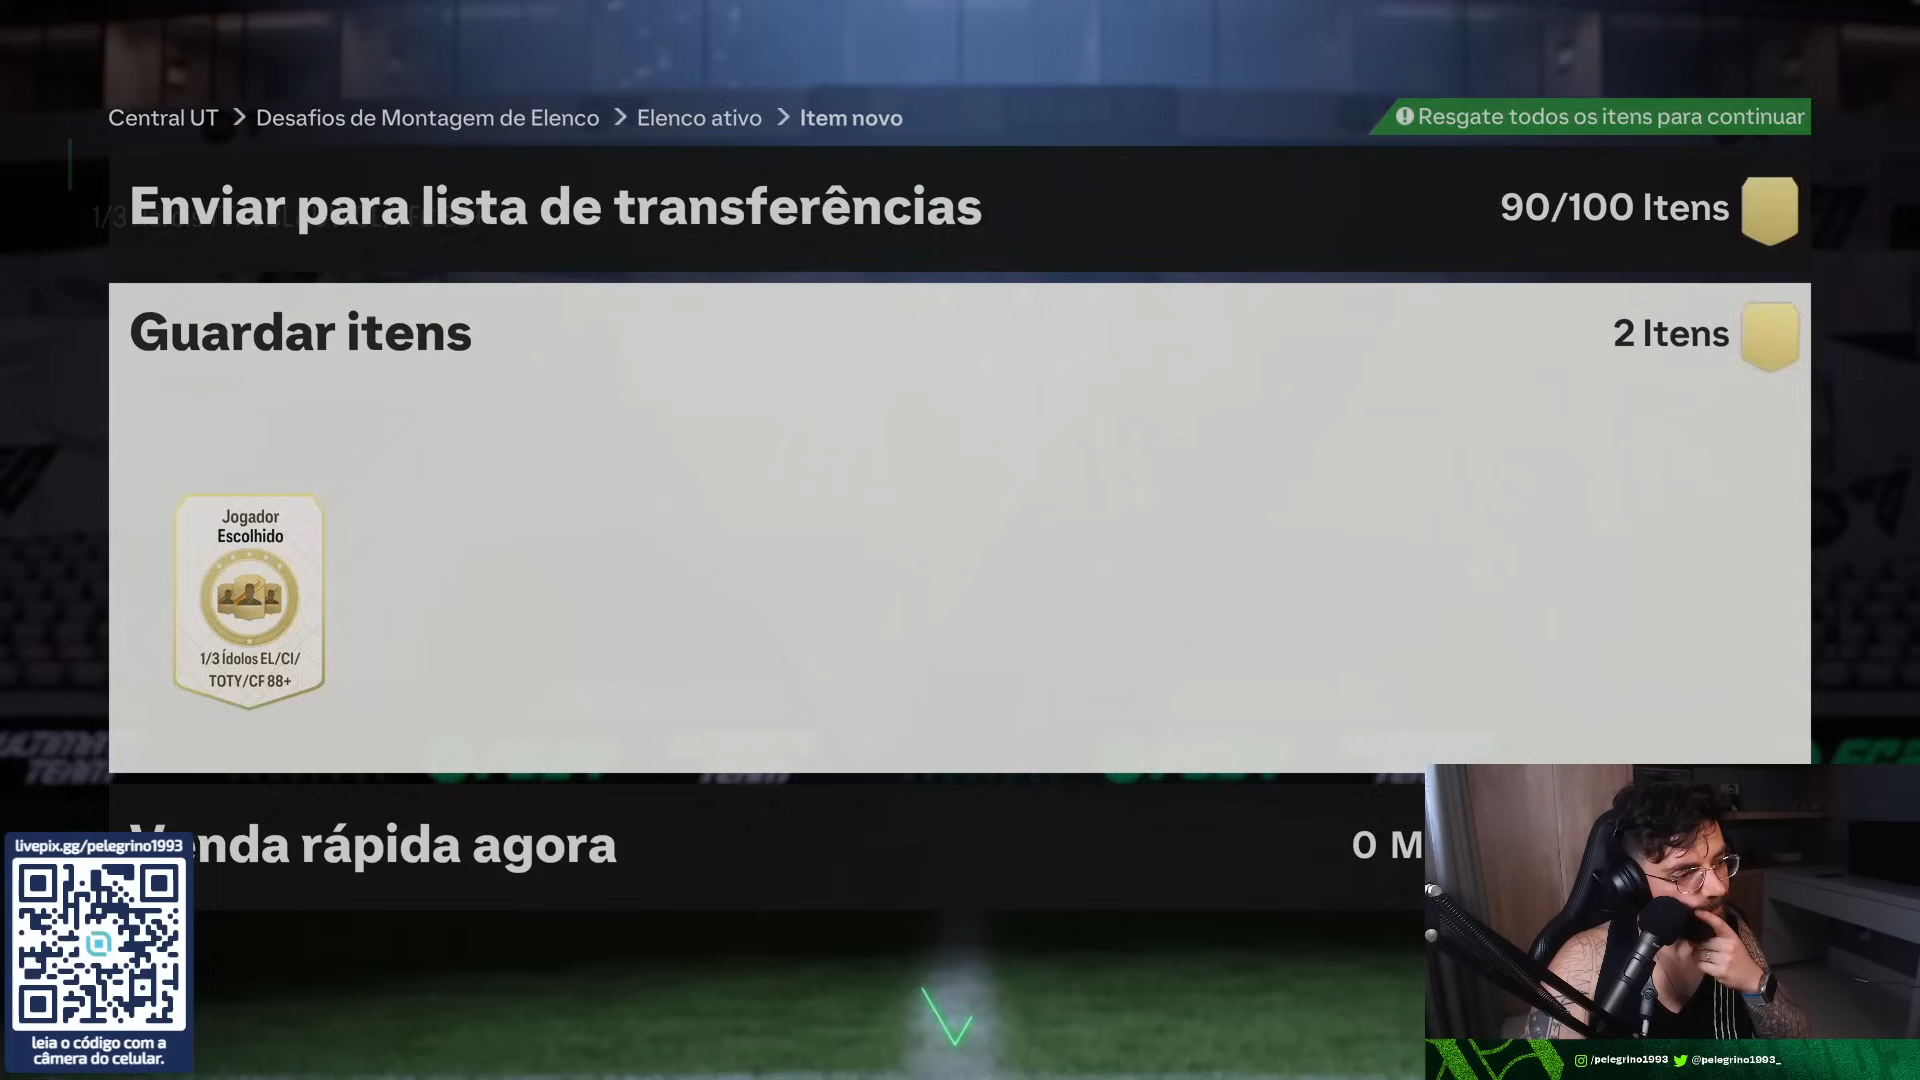 Central UT > Desafios de Montagem de Elenco > Elenco ativo > Item novo
Resgate todos os itens para continuar
Enviar para lista de transferências
90/100 Itens
Guardar itens
2 Itens
Jogador
Escolhido
1/3 Ídolos EL/CI/
TOTY/CF 88+
ULTIMATE
TEAM
nda rápida agora
0 M
livepix.gg/pelegrino1993
leia o código com a
câmera do celular.
/pelegrino1993
@pelegrino1993_